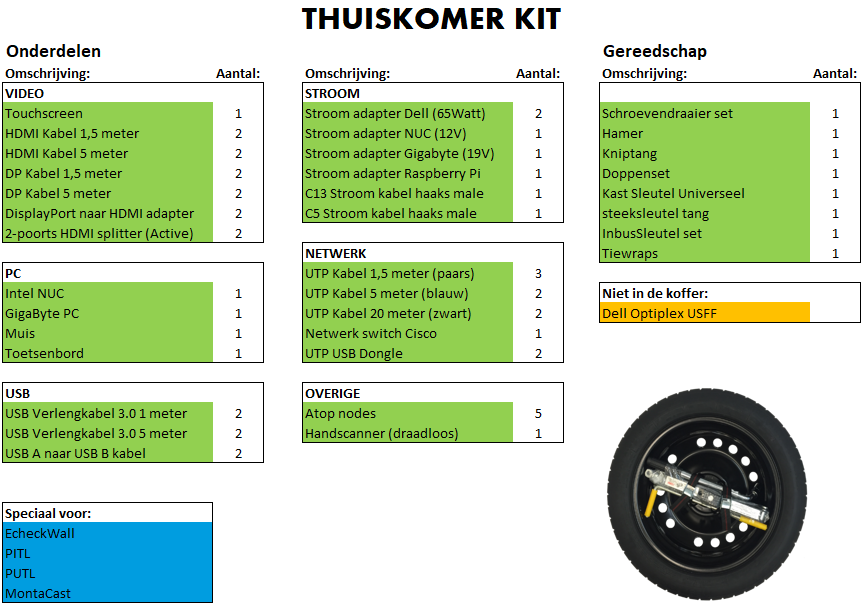 THUISKOMER KIT
Onderdelen
Omschrijving: Aantal:
VIDEO
Touchscreen 1
HDMI Kabel 1,5 meter 2
HDMI Kabel 5 meter 2
DP Kabel 1,5 meter 2
DP Kabel 5 meter 2
DisplayPort naar HDMI adapter 2
2-poorts HDMI splitter (Active) 2
PC
Intel NUC 1
GigaByte PC 1
Muis 1
Toetsenbord 1
USB
USB Verlengkabel 3.0 1 meter 2
USB Verlengkabel 3.0 5 meter 2
USB A naar USB B kabel 2
Speciaal voor:
EcheckWall
PITL
PUTL
MontaCast
Omschrijving: Aantal:
STROOM
Stroom adapter Dell (65Watt) 2
Stroom adapter NUC (12V) 1
Stroom adapter Gigabyte (19V) 1
Stroom adapter Raspberry Pi 1
C13 Stroom kabel haaks male 1
C5 Stroom kabel haaks male 1
NETWERK
UTP Kabel 1,5 meter (paars) 3
UTP Kabel 5 meter (blauw) 2
UTP Kabel 20 meter (zwart) 2
Netwerk switch Cisco 1
UTP USB Dongle 2
OVERIGE
Atop nodes 5
Handscanner (draadloos) 1
Gereedschap
Omschrijving: Aantal:
Schroevendraaier set 1
Hamer 1
Kniptang 1
Doppenset 1
Kast Sleutel Universeel 1
steeksleutel tang 1
InbusSleutel set 1
Tiewraps 1
Niet in de koffer:
Dell Optiplex USFF